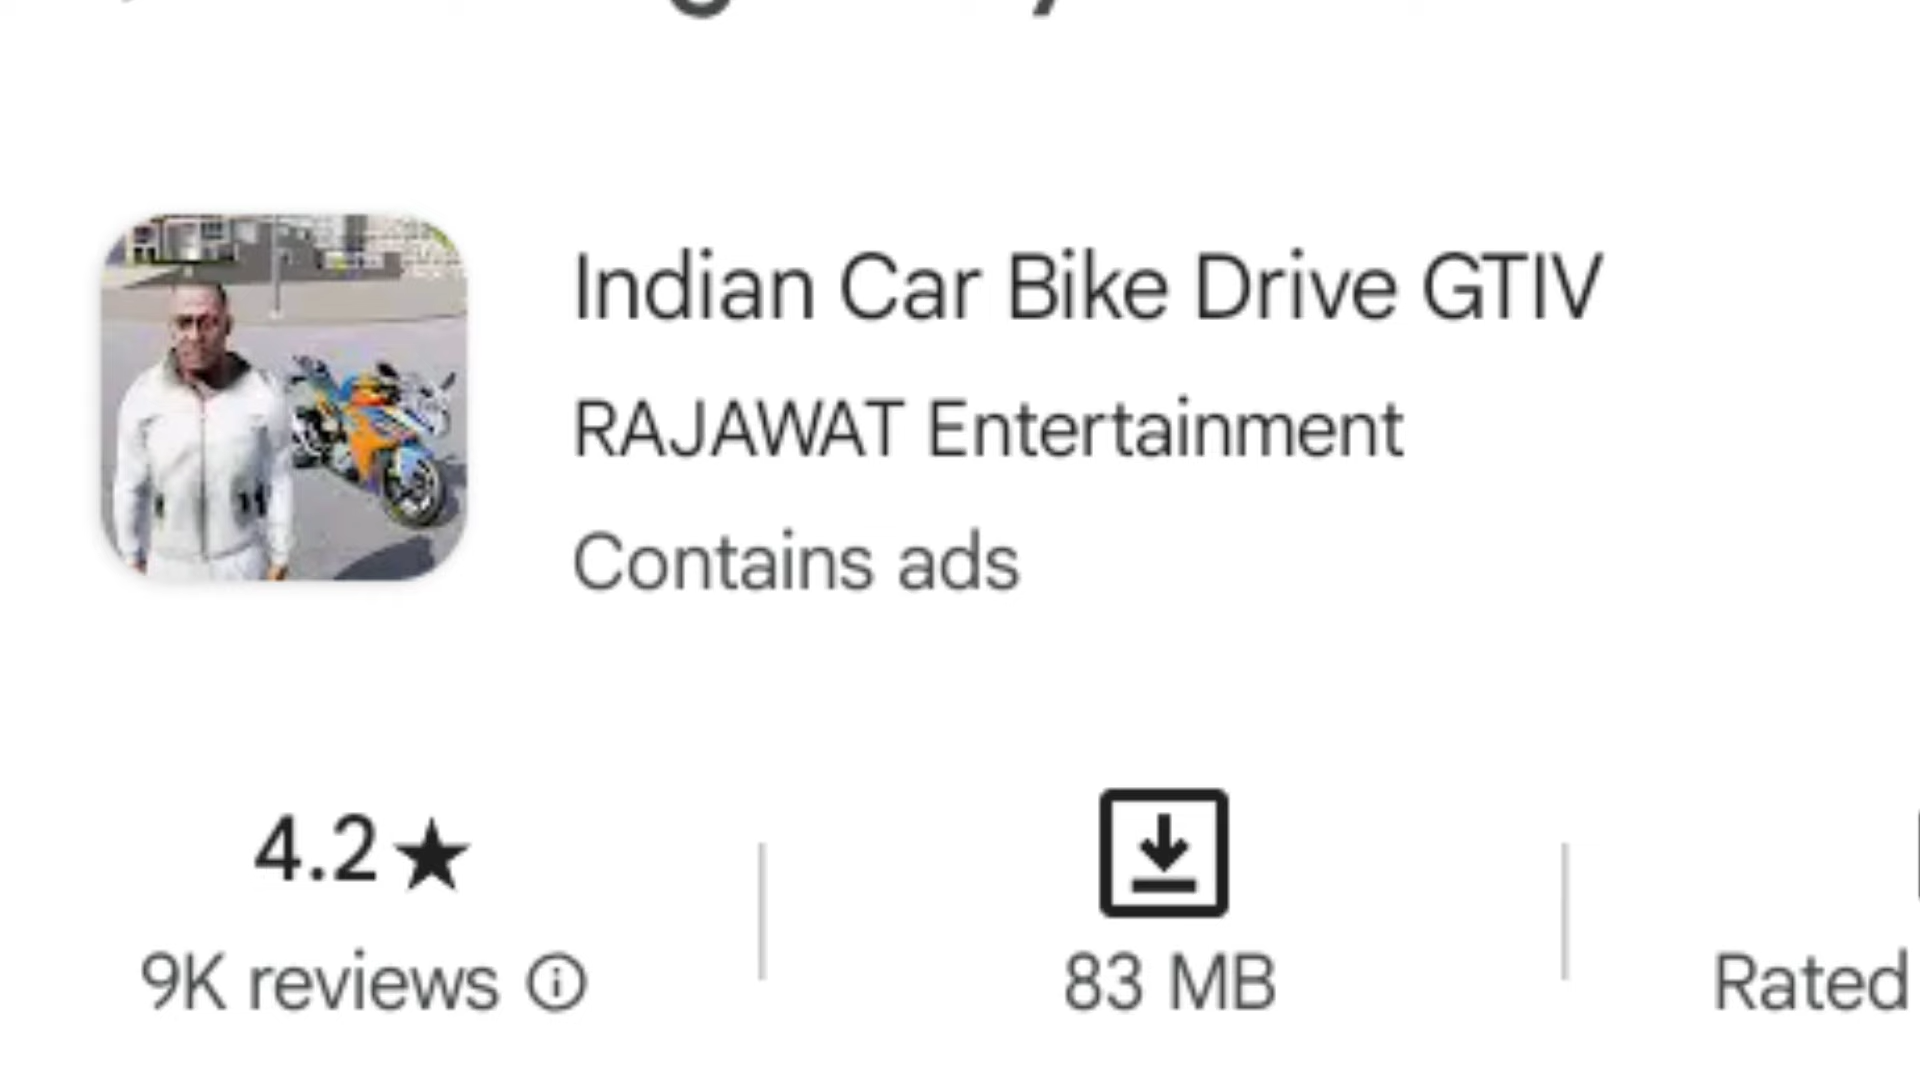 Indian Car Bike Drive GTIV
RAJAWAT Entertainment
Contains ads
4.2★
9K reviews
83 MB
Rated